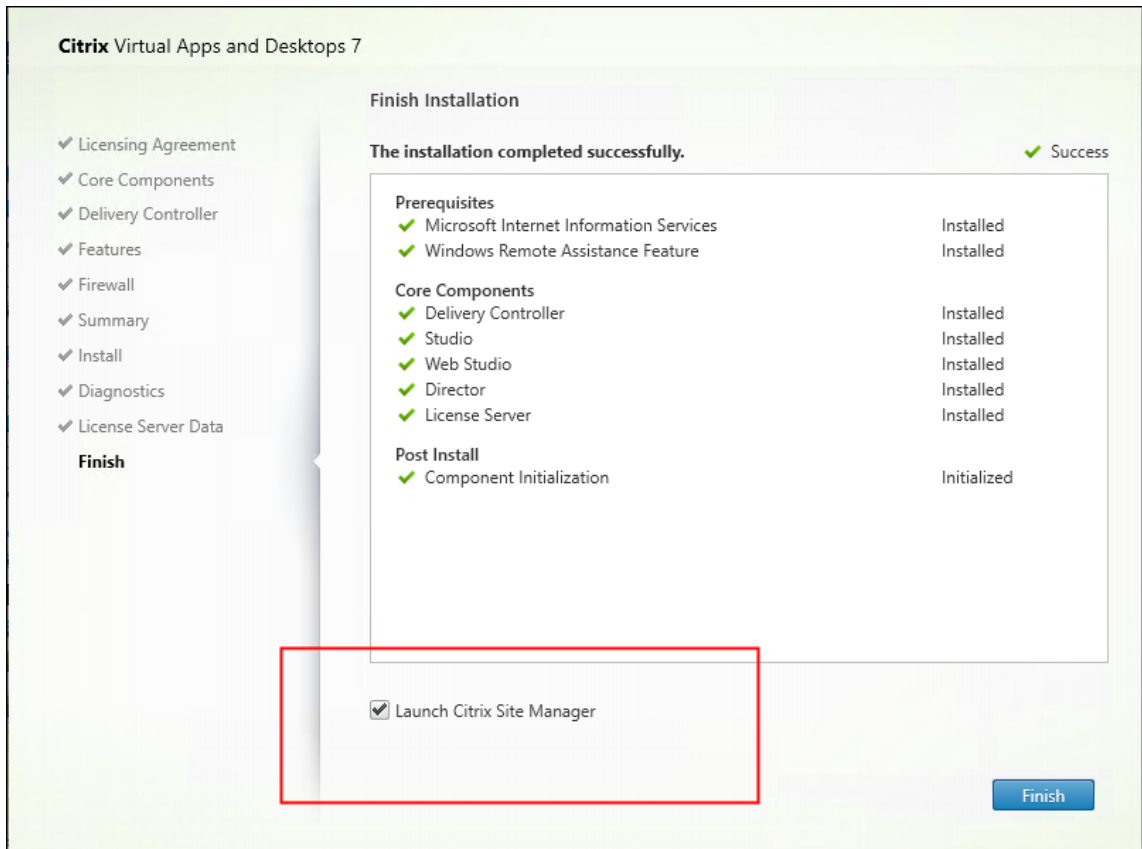 Citrix Virtual Apps and Desktops 7
Licensing Agreement
Core Components
Delivery Controller
Features
Firewall
Summary
Install
Diagnostics
License Server Data
Finish
Finish Installation
The installation completed successfully.
Success
Prerequisites
Microsoft Internet Information Services Installed
Windows Remote Assistance Feature Installed
Core Components
Delivery Controller Installed
Studio Installed
Web Studio Installed
Director Installed
License Server Installed
Post Install
Component Initialization Initialized
Launch Citrix Site Manager
Finish